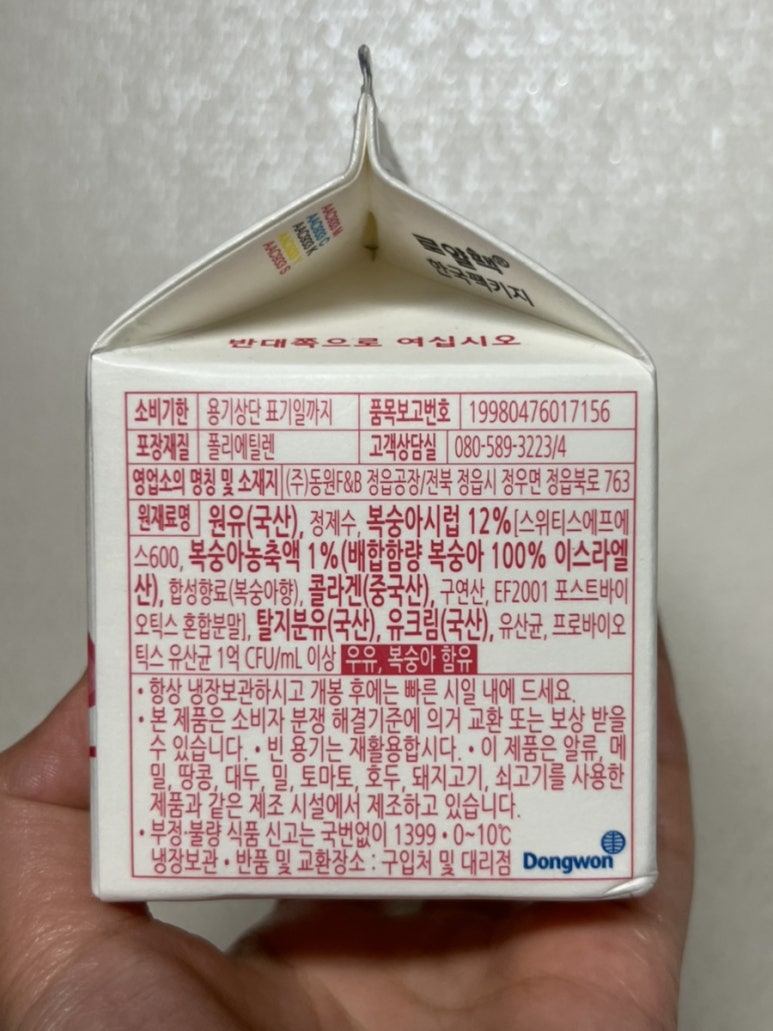 AAC933 M
AAC933 C
AAC933 K
AAC933 S
로얄팩®
한국팩키지
반대쪽으로 여십시오
소비기한 용기상단 표기일까지 품목보고번호 19980476017156
포장재질 폴리에틸렌 고객상담실 080-589-3223/4
영업소의 명칭 및 소재지 (주)동원F&B 정읍공장/전북 정읍시 정우면 정읍북로 763
원재료명 원유(국산), 정제수, 복숭아시럽 12%[스위티스에프에
스600, 복숭아농축액 1%(배합함량 복숭아 100% 이스라엘
산), 합성향료(복숭아향), 콜라겐(중국산), 구연산, EF2001 포스트바이
오틱스 혼합분말], 탈지분유(국산), 유크림(국산), 유산균, 프로바이오
틱스 유산균 1억 CFU/mL 이상 우유, 복숭아 함유
• 항상 냉장보관하시고 개봉 후에는 빠른 시일 내에 드세요.
• 본 제품은 소비자 분쟁 해결기준에 의거 교환 또는 보상 받을
수 있습니다. • 빈 용기는 재활용합시다. • 이 제품은 알류, 메
밀, 땅콩, 대두, 밀, 토마토, 호두, 돼지고기, 쇠고기를 사용한
제품과 같은 제조 시설에서 제조하고 있습니다.
• 부정·불량 식품 신고는 국번없이 1399 • 0~10℃
냉장보관 • 반품 및 교환장소 : 구입처 및 대리점 Dongwon